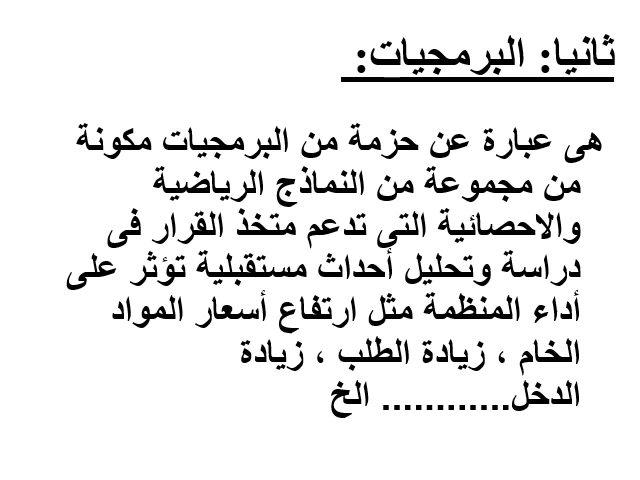 ثانيا: البرمجيات:
هى عبارة عن حزمة من البرمجيات مكونة
من مجموعة من النماذج الرياضية
والاحصائية التى تدعم متخذ القرار فى
دراسة وتحليل أحداث مستقبلية تؤثر على
أداء المنظمة مثل ارتفاع أسعار المواد
الخام ، زيادة الطلب ، زيادة
الدخل............ الخ